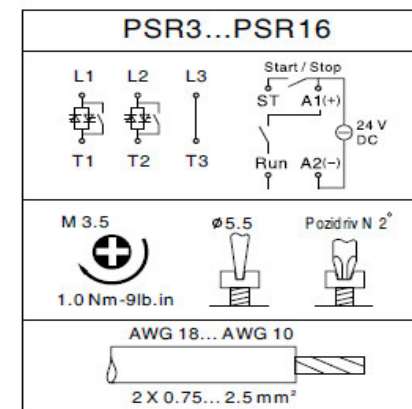 PSR3...PSR16
L1 L2 L3
Start / Stop
ST A1(+)
24 V
DC
T1 T2 T3
Run A2(-)
M 3.5
ø5.5
Pozidriv N 2°
1.0 Nm-9lb.in
AWG 18... AWG 10
2 X 0.75... 2.5 mm²